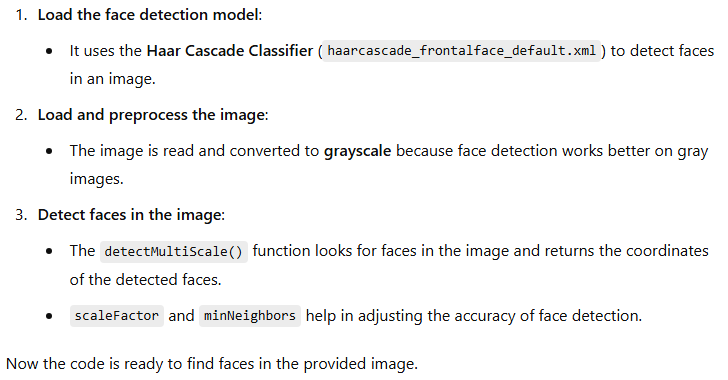 1. Load the face detection model:
• It uses the Haar Cascade Classifier ( haarcascade_frontalface_default.xml ) to detect faces
in an image.
2. Load and preprocess the image:
• The image is read and converted to grayscale because face detection works better on gray
images.
3. Detect faces in the image:
• The detectMultiScale() function looks for faces in the image and returns the coordinates
of the detected faces.
• scaleFactor and minNeighbors help in adjusting the accuracy of face detection.
Now the code is ready to find faces in the provided image.